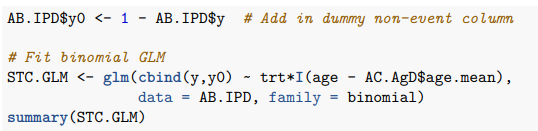 AB.IPD$y0 <- 1 - AB.IPD$y  # Add in dummy non-event column
# Fit binomial GLM
STC.GLM <- glm(cbind(y,y0) ~ trt*I(age - AC.AgD$age.mean),
data = AB.IPD, family = binomial)
summary(STC.GLM)